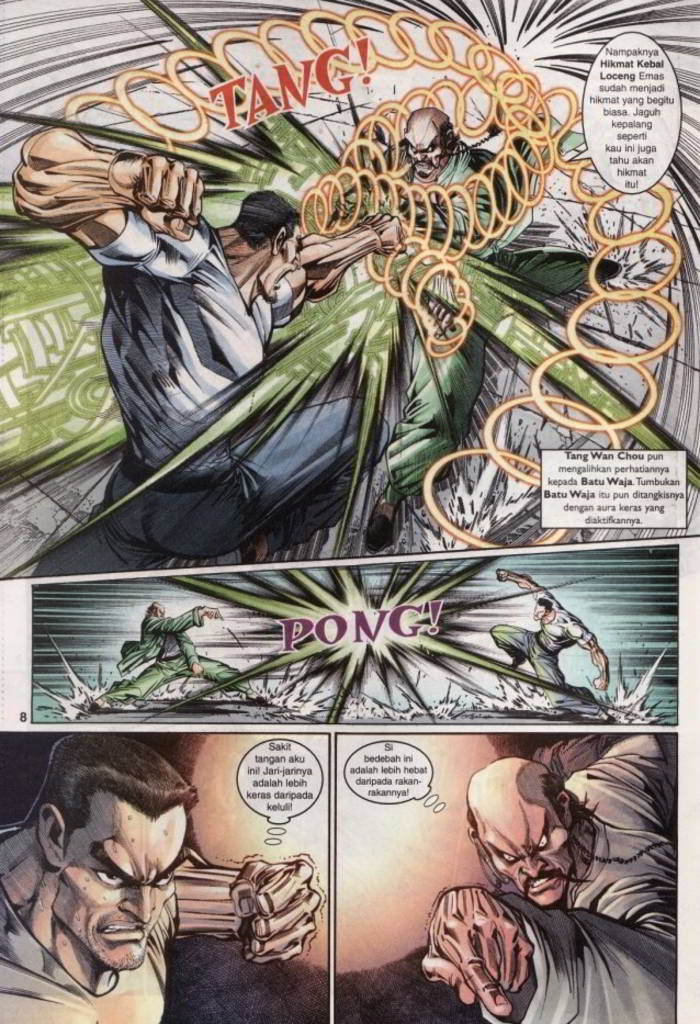 TANG!
Nampaknya
Hikmat Kebal
Loceng Emas
sudah menjadi
hikmat yang begitu
biasa. Jaguh
kepalang
seperti
kau ini juga
tahu akan
hikmat
itu!
Tang Wan Chou pun
mengalihkan perhatiannya
kepada Batu Waja. Tumbukan
Batu Waja itu pun ditangkisnya
dengan aura keras yang
diaktifkannya.
PONG!
8
Sakit
tangan aku
ini! Jari-jarinya
adalah lebih
keras daripada
keluli!
Si
bedebah ini
adalah lebih hebat
daripada rakan-
rakannya!